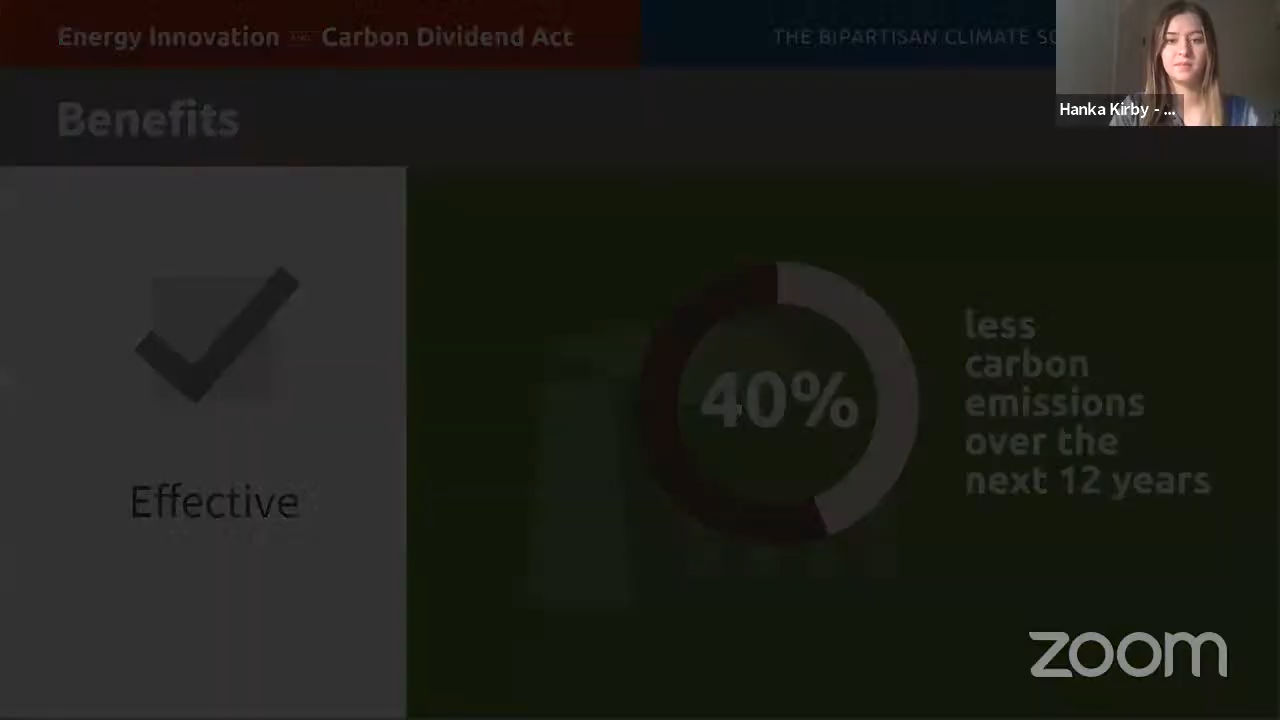 Energy Innovation AND Carbon Dividend Act
THE BIPARTISAN CLIMATE
Hanka Kirby - ...
Benefits
40%
less
carbon
emissions
over the
next 12 years
Effective
zoom